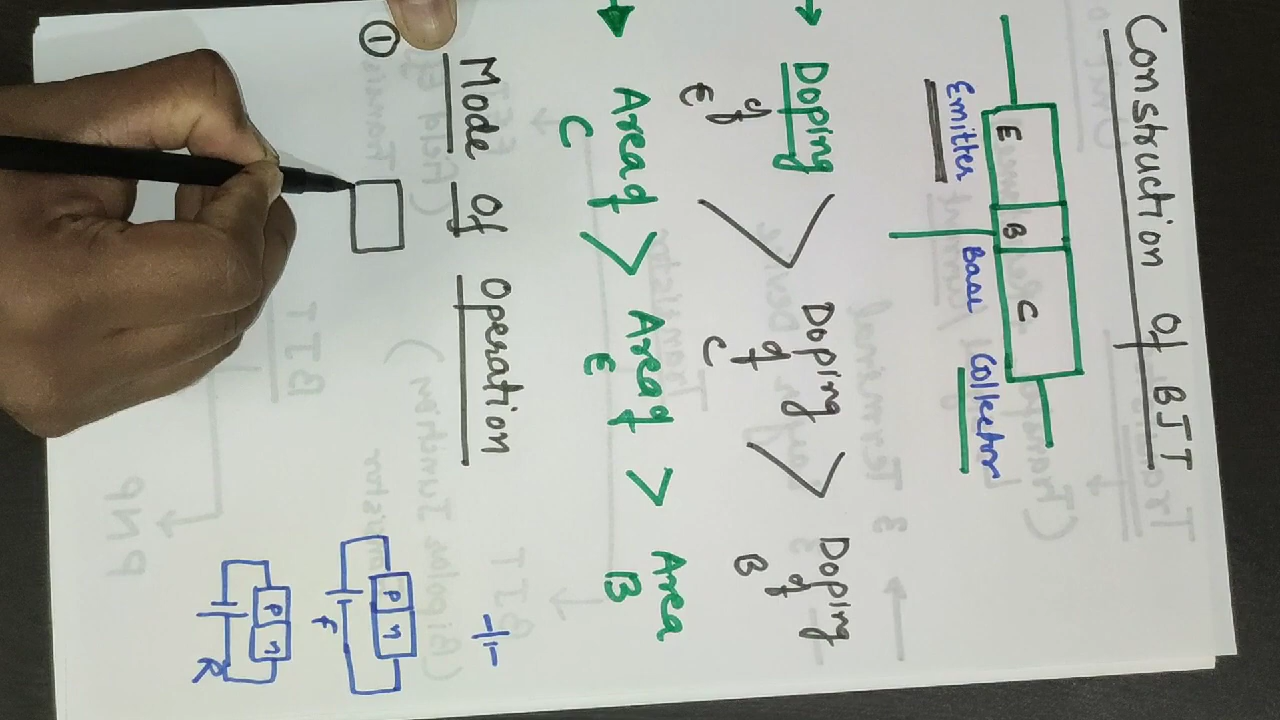 Construction Of BJT
E B C
Emitter Base Collector
Doping of E > Doping of C > Doping of B
Area of C > Area of E > Area B
Mode Of Operation
①
P n
F
P n
R